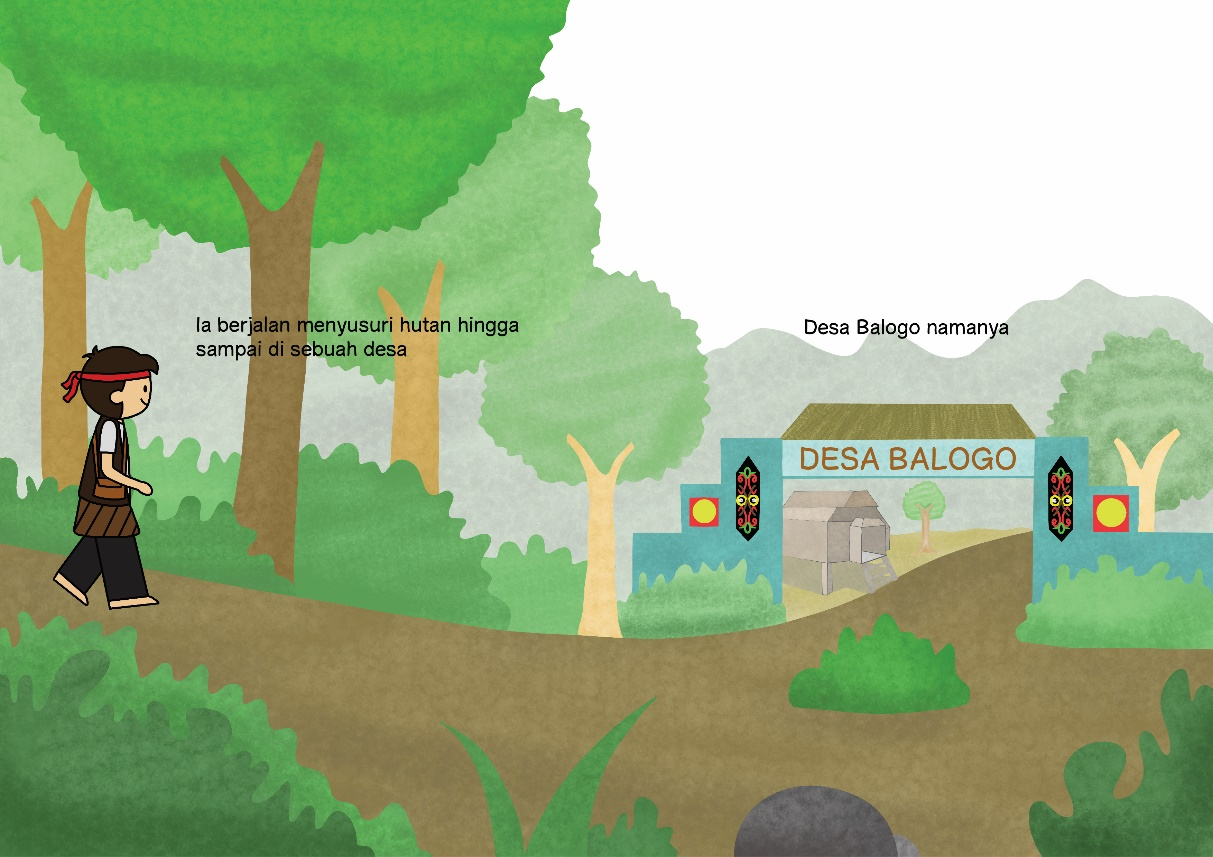 Ia berjalan menyusuri hutan hingga
sampai di sebuah desa
Desa Balogo namanya
DESA BALOGO